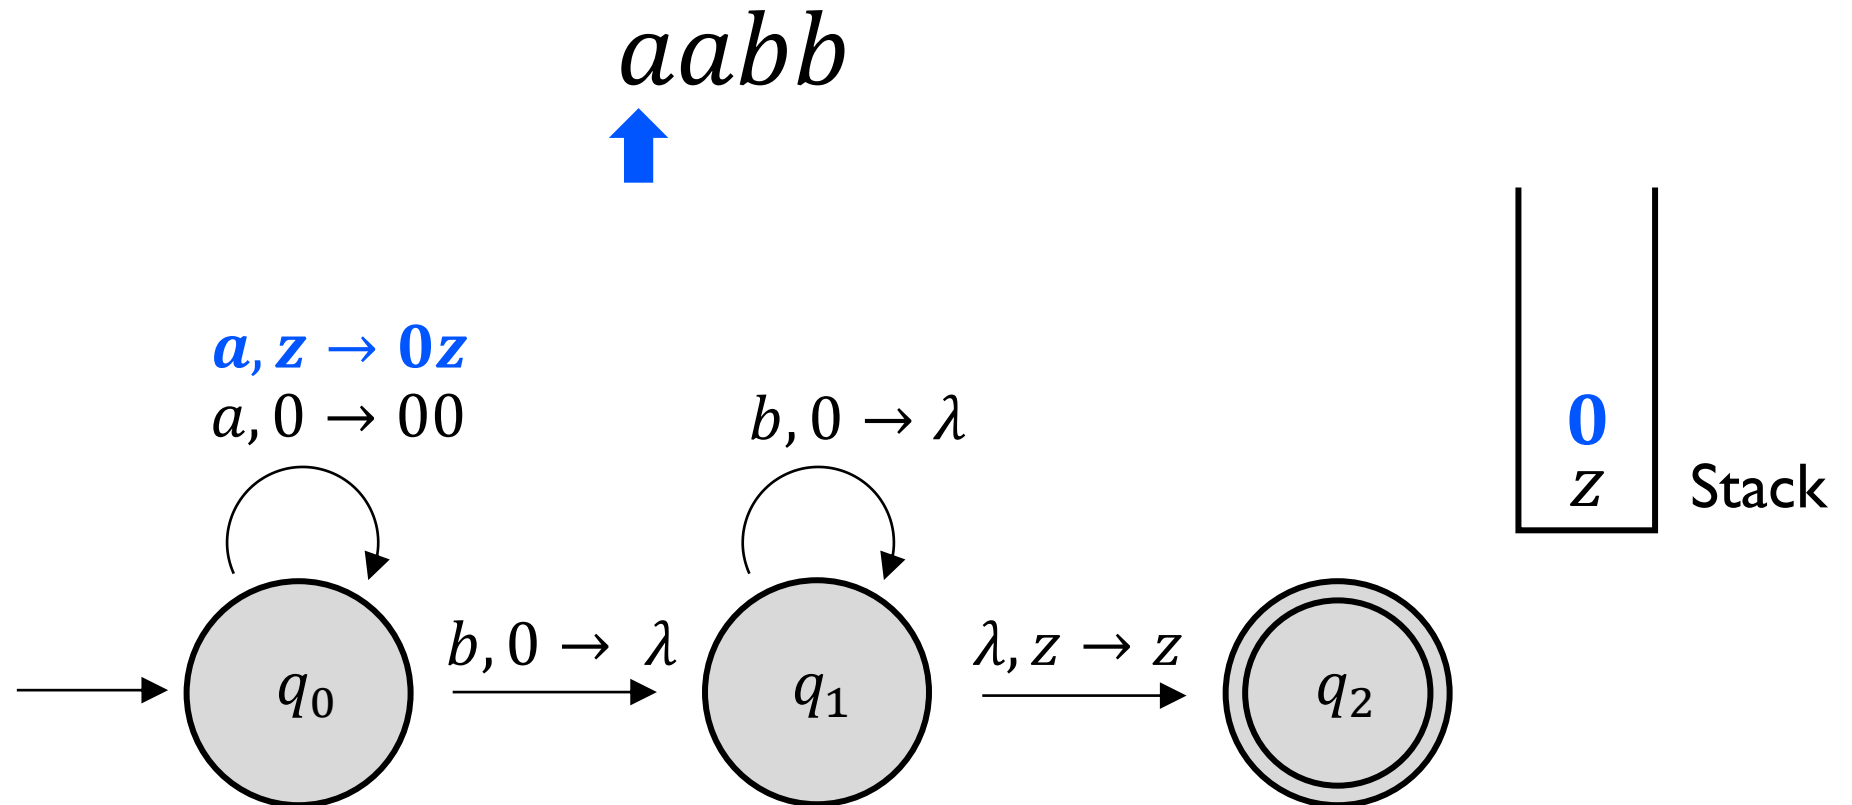 aabb
a, z → 0z
a, 0 → 00
b, 0 → λ
0
z
Stack
b, 0 → λ
λ, z → z
q₀
q₁
q₂